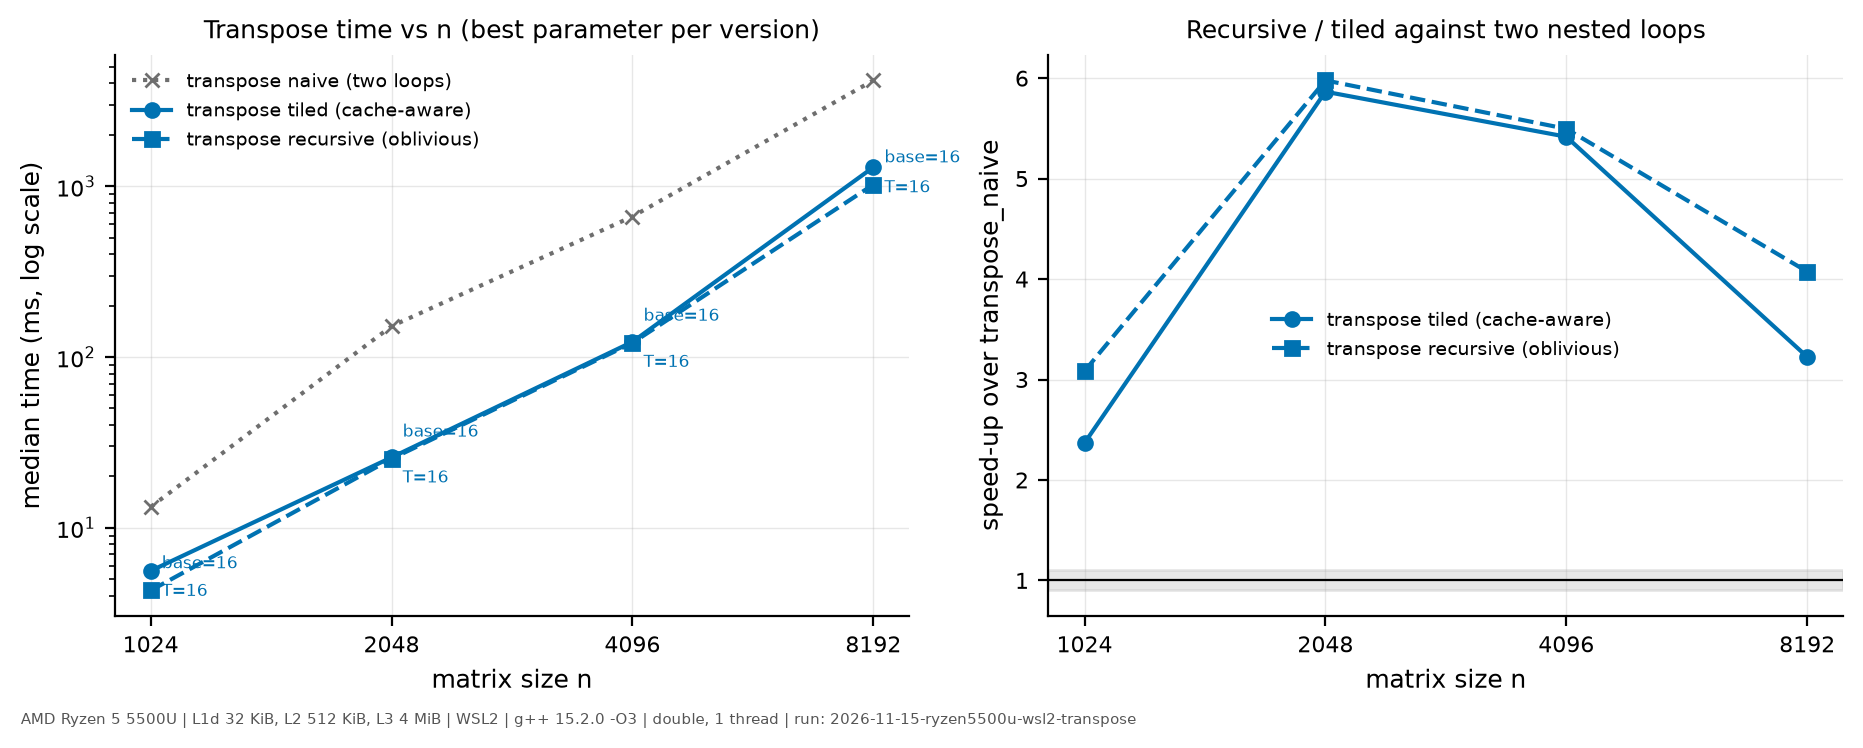 Transpose time vs n (best parameter per version)
transpose naive (two loops)
transpose tiled (cache-aware)
transpose recursive (oblivious)
median time (ms, log scale)
10³
10²
10¹
base=16
T=16
base=16
T=16
base=16
T=16
base=16
T=16
1024
2048
4096
8192
matrix size n
Recursive / tiled against two nested loops
speed-up over transpose_naive
6
5
4
3
2
1
transpose tiled (cache-aware)
transpose recursive (oblivious)
1024
2048
4096
8192
matrix size n
AMD Ryzen 5 5500U | L1d 32 KiB, L2 512 KiB, L3 4 MiB | WSL2 | g++ 15.2.0 -O3 | double, 1 thread | run: 2026-11-15-ryzen5500u-wsl2-transpose